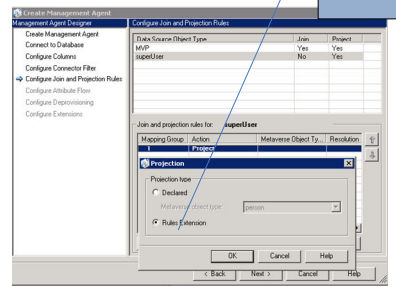 Create Management Agent
Management Agent Designer
Configure Join and Projection Rules
Create Management Agent
Connect to Database
Configure Columns
Configure Connector Filter
Configure Join and Projection Rules
Configure Attribute Flow
Configure Deprovisioning
Configure Extensions
Data Source Object Type Join Project
MVP Yes Yes
superUser No Yes
Join and projection rules for: superUser
Mapping Group Action Metaverse Object Ty... Resolution
1 Project
Projection
Projection type
Declared
Metaverse object type: person
Rules Extension
OK Cancel Help
< Back Next > Cancel Help